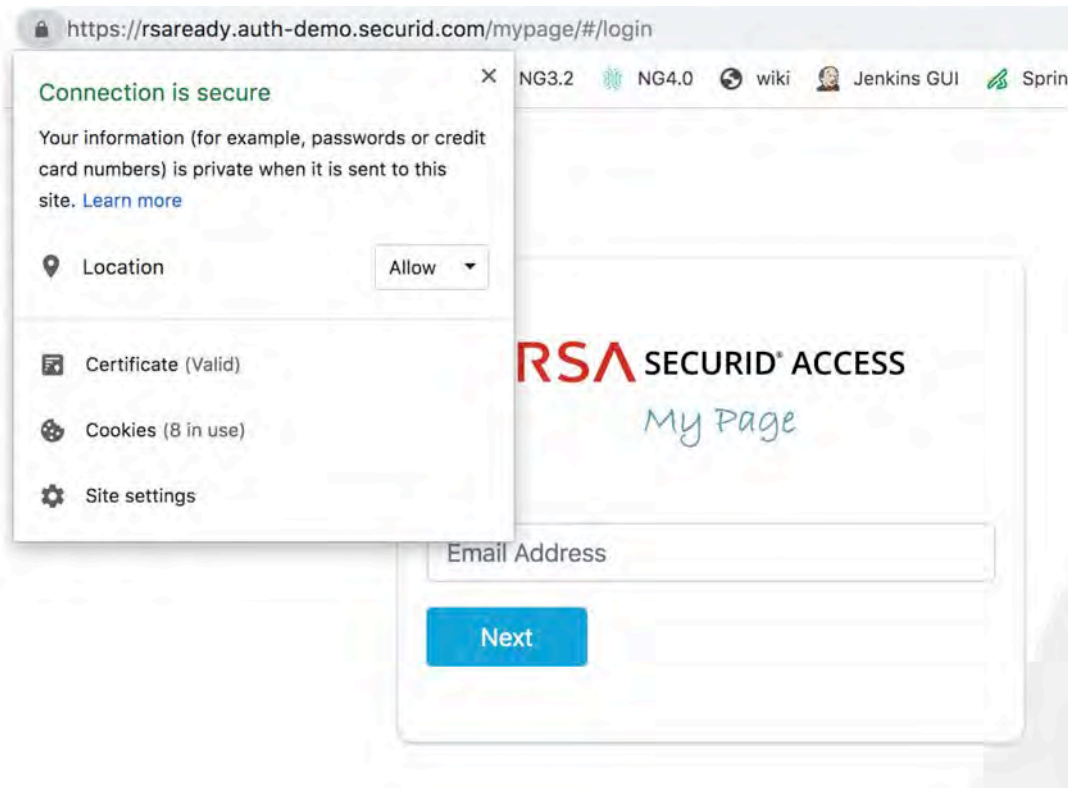 https://rsaready.auth-demo.securid.com/mypage/#/login
NG3.2 NG4.0 wiki Jenkins GUI Sprin
Connection is secure
Your information (for example, passwords or credit
card numbers) is private when it is sent to this
site. Learn more
Location Allow
Certificate (Valid)
Cookies (8 in use)
Site settings
RSA SECURID® ACCESS
My Page
Email Address
Next